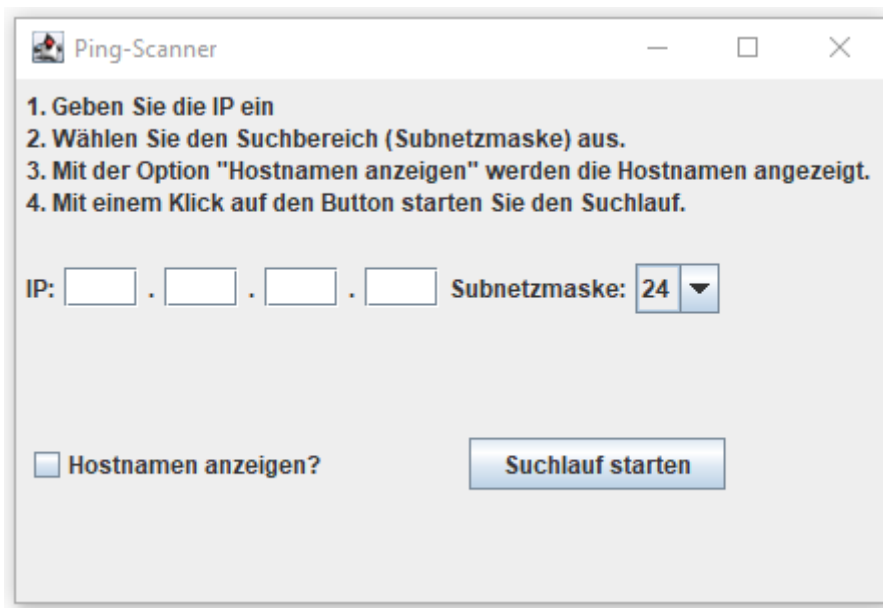 Ping-Scanner
1. Geben Sie die IP ein
2. Wählen Sie den Suchbereich (Subnetzmaske) aus.
3. Mit der Option "Hostnamen anzeigen" werden die Hostnamen angezeigt.
4. Mit einem Klick auf den Button starten Sie den Suchlauf.
IP: . . . Subnetzmaske: 24
Hostnamen anzeigen? Suchlauf starten